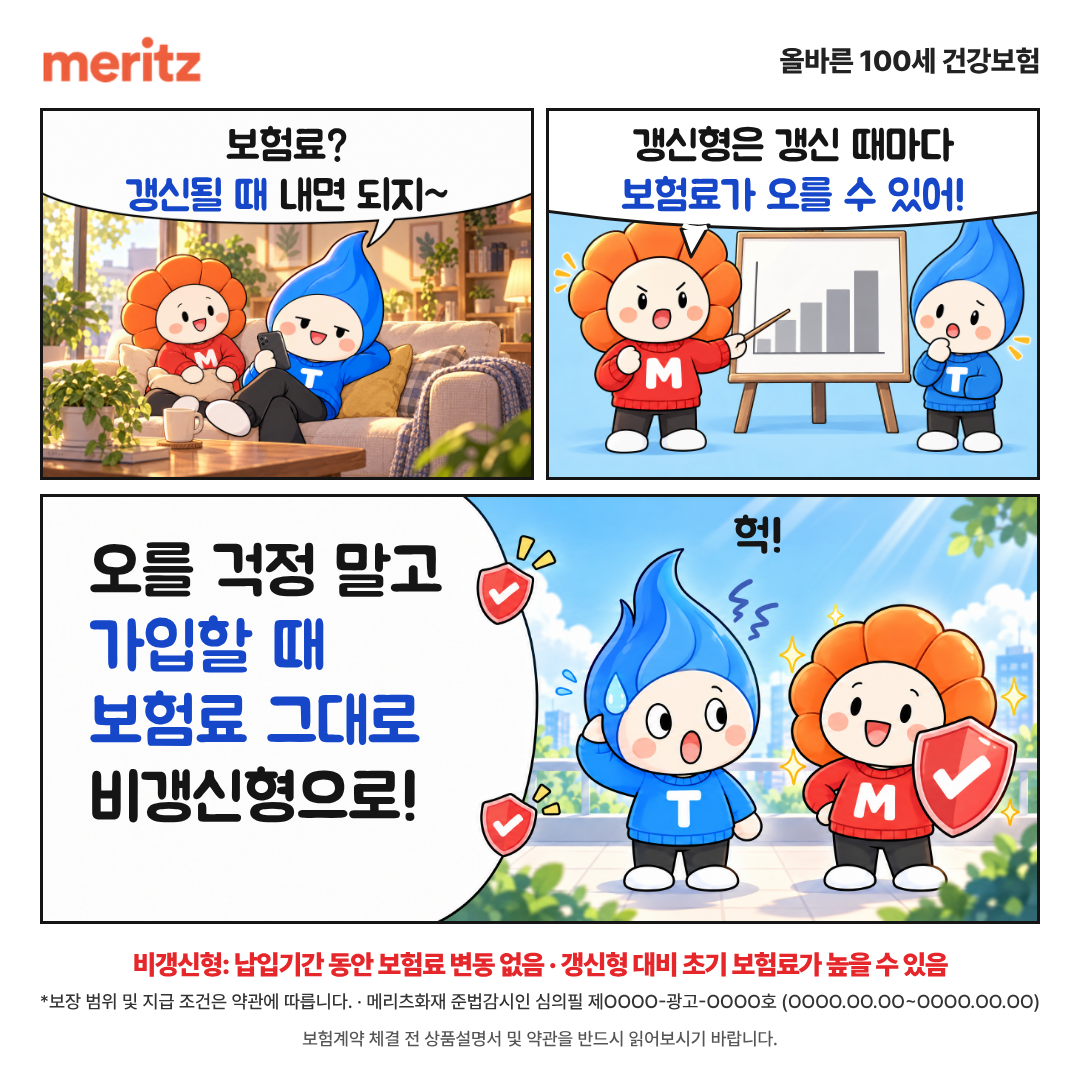 meritz
올바른 100세 건강보험
보험료?
갱신될 때 내면 되지~
갱신형은 갱신 때마다
보험료가 오를 수 있어!
M
T
M
T
오를 걱정 말고
가입할 때
보험료 그대로
비갱신형으로!
헉!
T
M
비갱신형: 납입기간 동안 보험료 변동 없음 · 갱신형 대비 초기 보험료가 높을 수 있음
*보장 범위 및 지급 조건은 약관에 따릅니다. · 메리츠화재 준법감시인 심의필 제OOOO-광고-OOOO호 (OOOO.OO.OO~OOOO.OO.OO)
보험계약 체결 전 상품설명서 및 약관을 반드시 읽어보시기 바랍니다.